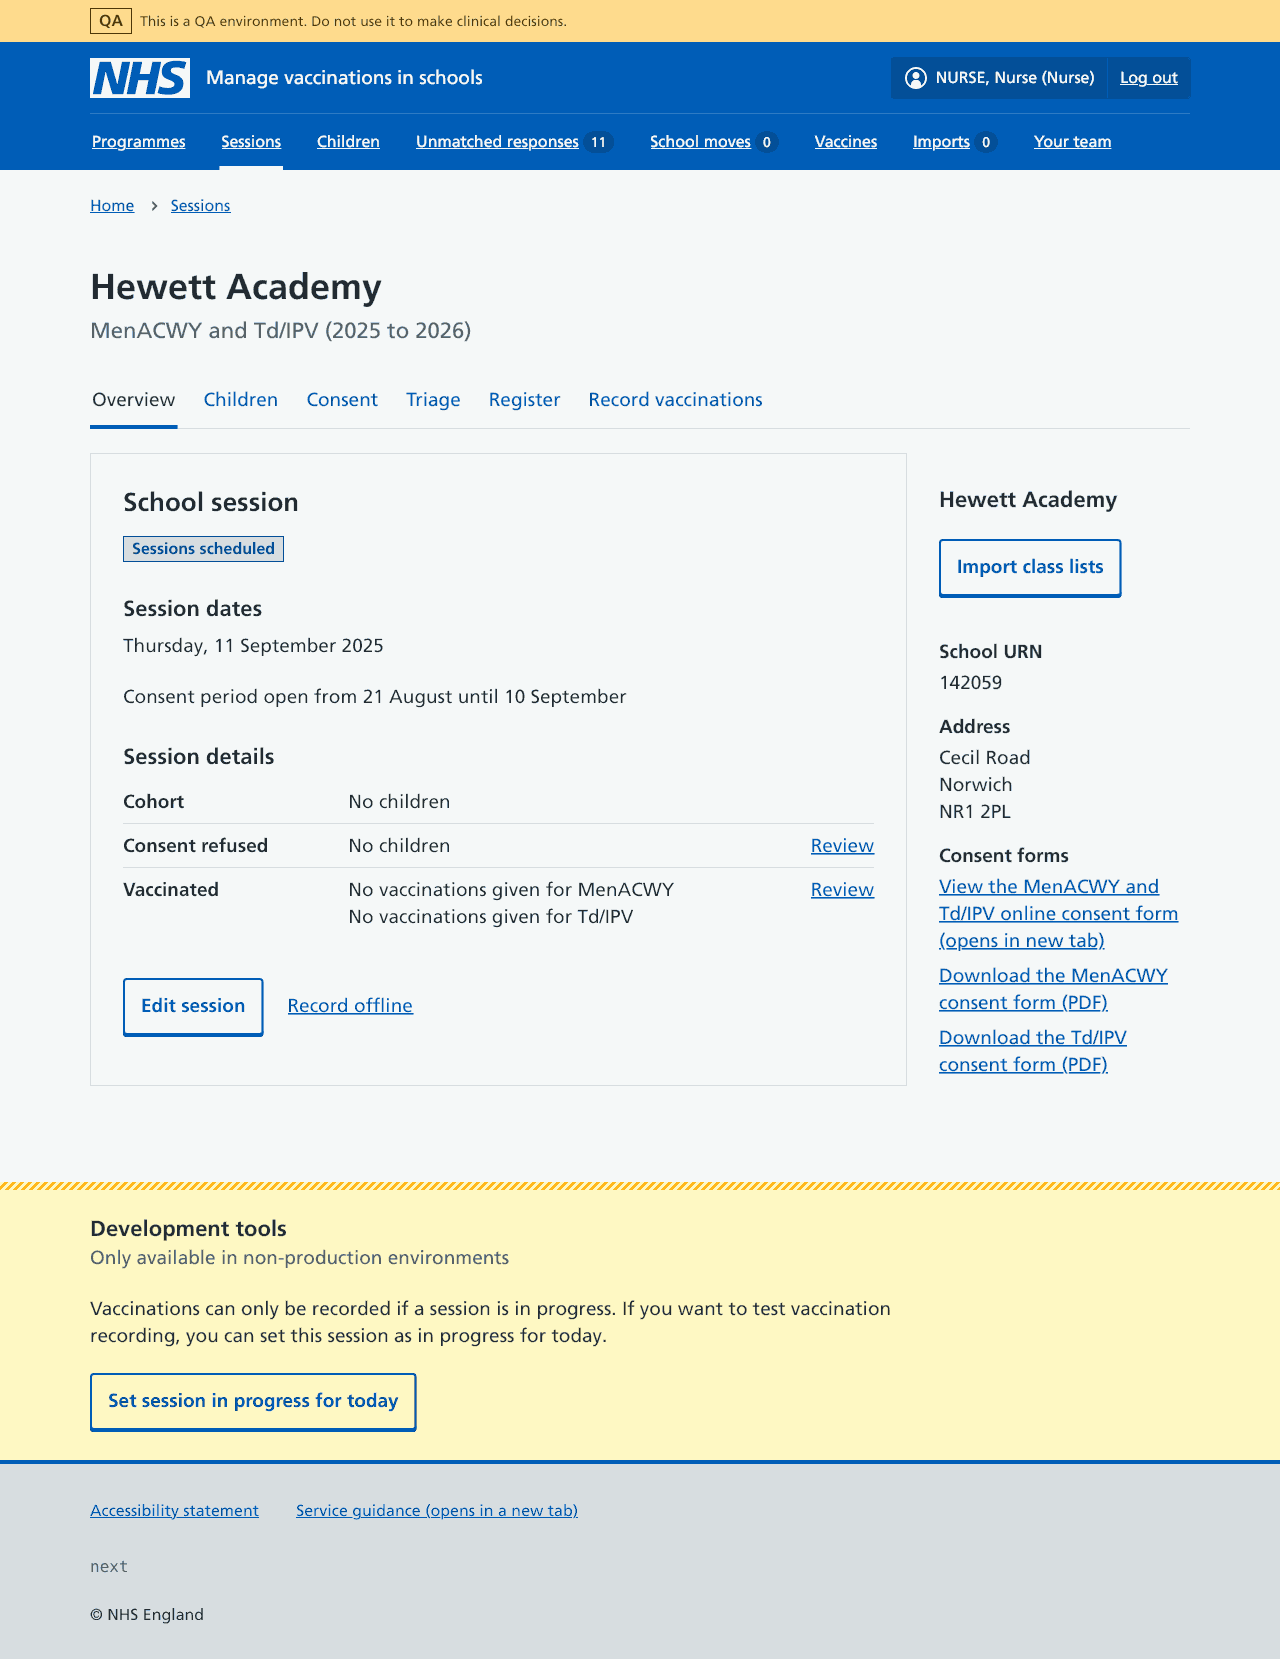 QA This is a QA environment. Do not use it to make clinical decisions.
NHS Manage vaccinations in schools NURSE, Nurse (Nurse) Log out
Programmes Sessions Children Unmatched responses 11 School moves 0 Vaccines Imports 0 Your team
Home Sessions
Hewett Academy
MenACWY and Td/IPV (2025 to 2026)
Overview Children Consent Triage Register Record vaccinations
School session
Sessions scheduled
Session dates
Thursday, 11 September 2025
Consent period open from 21 August until 10 September
Session details
Cohort No children
Consent refused No children Review
Vaccinated No vaccinations given for MenACWY Review
No vaccinations given for Td/IPV
Edit session Record offline
Hewett Academy
Import class lists
School URN
142059
Address
Cecil Road
Norwich
NR1 2PL
Consent forms
View the MenACWY and
Td/IPV online consent form
(opens in new tab)
Download the MenACWY
consent form (PDF)
Download the Td/IPV
consent form (PDF)
Development tools
Only available in non-production environments
Vaccinations can only be recorded if a session is in progress. If you want to test vaccination
recording, you can set this session as in progress for today.
Set session in progress for today
Accessibility statement Service guidance (opens in a new tab)
next
© NHS England